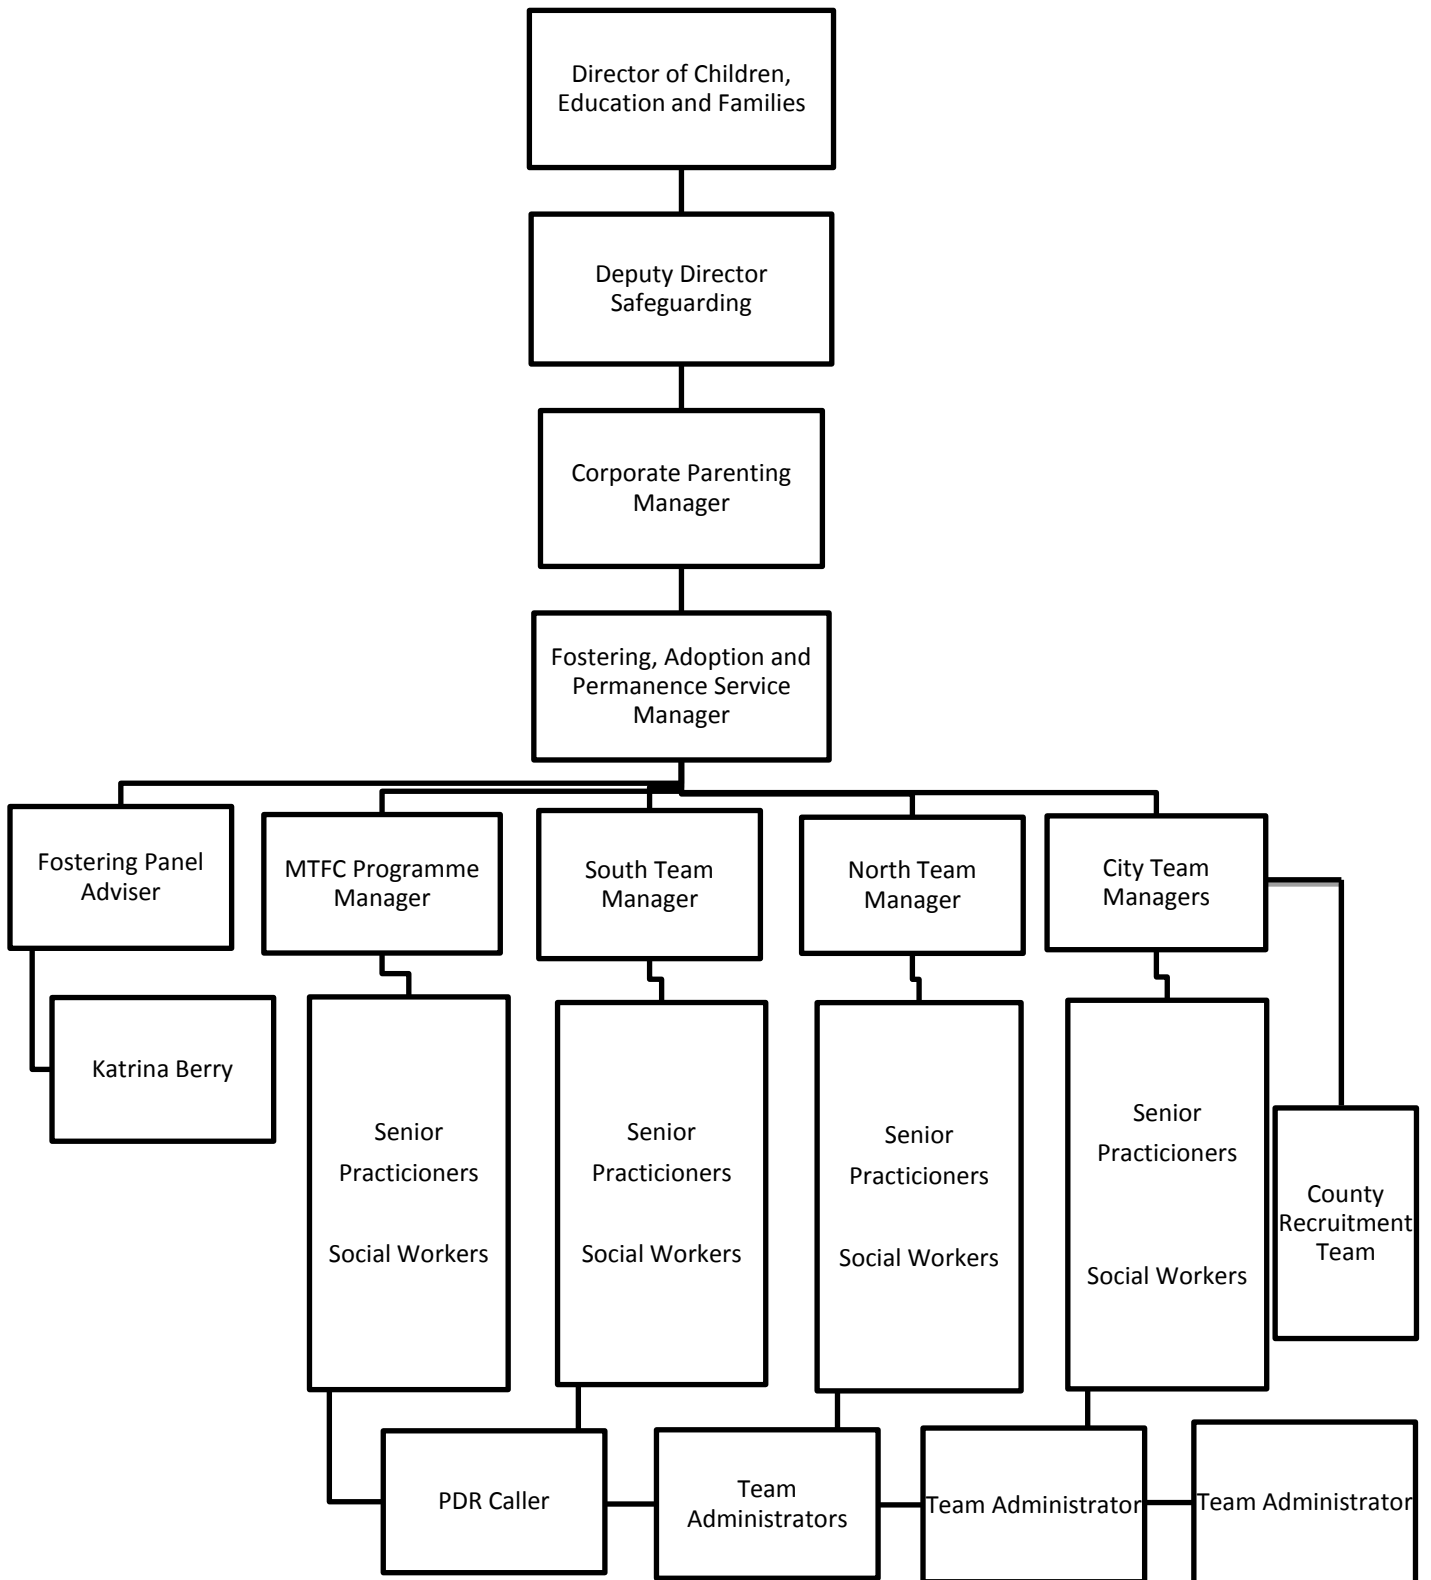 Director of Children,
Education and Families
Deputy Director
Safeguarding
Corporate Parenting
Manager
Fostering, Adoption and
Permanence Service
Manager
Fostering Panel
Adviser
MTFC Programme
Manager
South Team
Manager
North Team
Manager
City Team
Managers
Katrina Berry
Senior
Practicioners
Social Workers
Senior
Practicioners
Social Workers
Senior
Practicioners
Social Workers
Senior
Practicioners
Social Workers
County
Recruitment
Team
PDR Caller
Team
Administrators
Team Administrator
Team Administrator